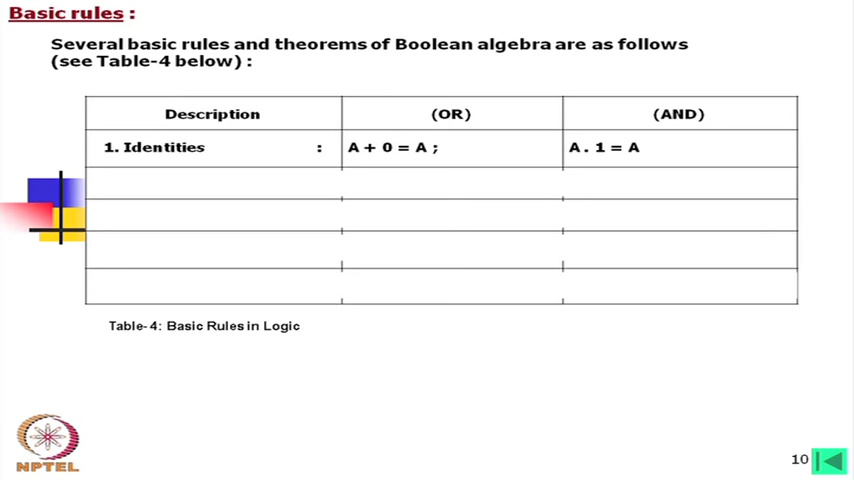 Basic rules :
Several basic rules and theorems of Boolean algebra are as follows
(see Table-4 below) :
Description (OR) (AND)
1. Identities : A + 0 = A ; A . 1 = A
Table- 4: Basic Rules in Logic
NPTEL
10